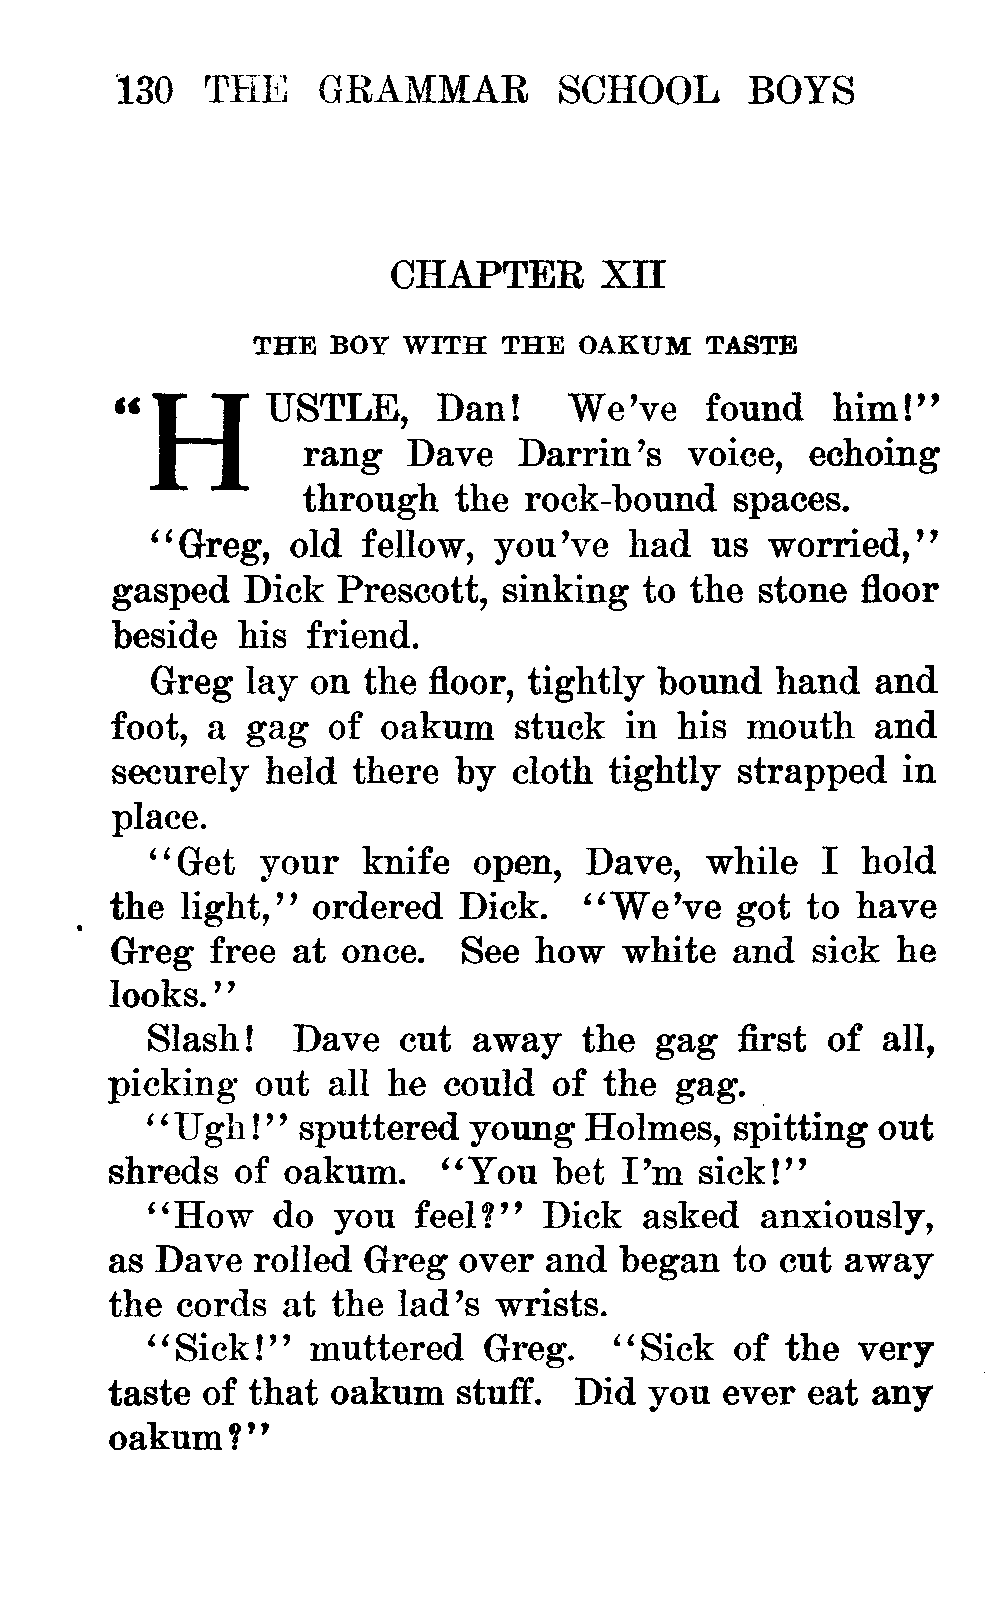 130 THE GRAMMAR SCHOOL BOYS
CHAPTER XII
THE BOY WITH THE OAKUM TASTE
“HUSTLE, Dan! We’ve found him!”
rang Dave Darrin’s voice, echoing
through the rock-bound spaces.
“Greg, old fellow, you’ve had us worried,”
gasped Dick Prescott, sinking to the stone floor
beside his friend.
Greg lay on the floor, tightly bound hand and
foot, a gag of oakum stuck in his mouth and
securely held there by cloth tightly strapped in
place.
“Get your knife open, Dave, while I hold
the light,” ordered Dick. “We’ve got to have
Greg free at once. See how white and sick he
looks.”
Slash! Dave cut away the gag first of all,
picking out all he could of the gag.
“Ugh!” sputtered young Holmes, spitting out
shreds of oakum. “You bet I’m sick!”
“How do you feel?” Dick asked anxiously,
as Dave rolled Greg over and began to cut away
the cords at the lad’s wrists.
“Sick!” muttered Greg. “Sick of the very
taste of that oakum stuff. Did you ever eat any
oakum?”